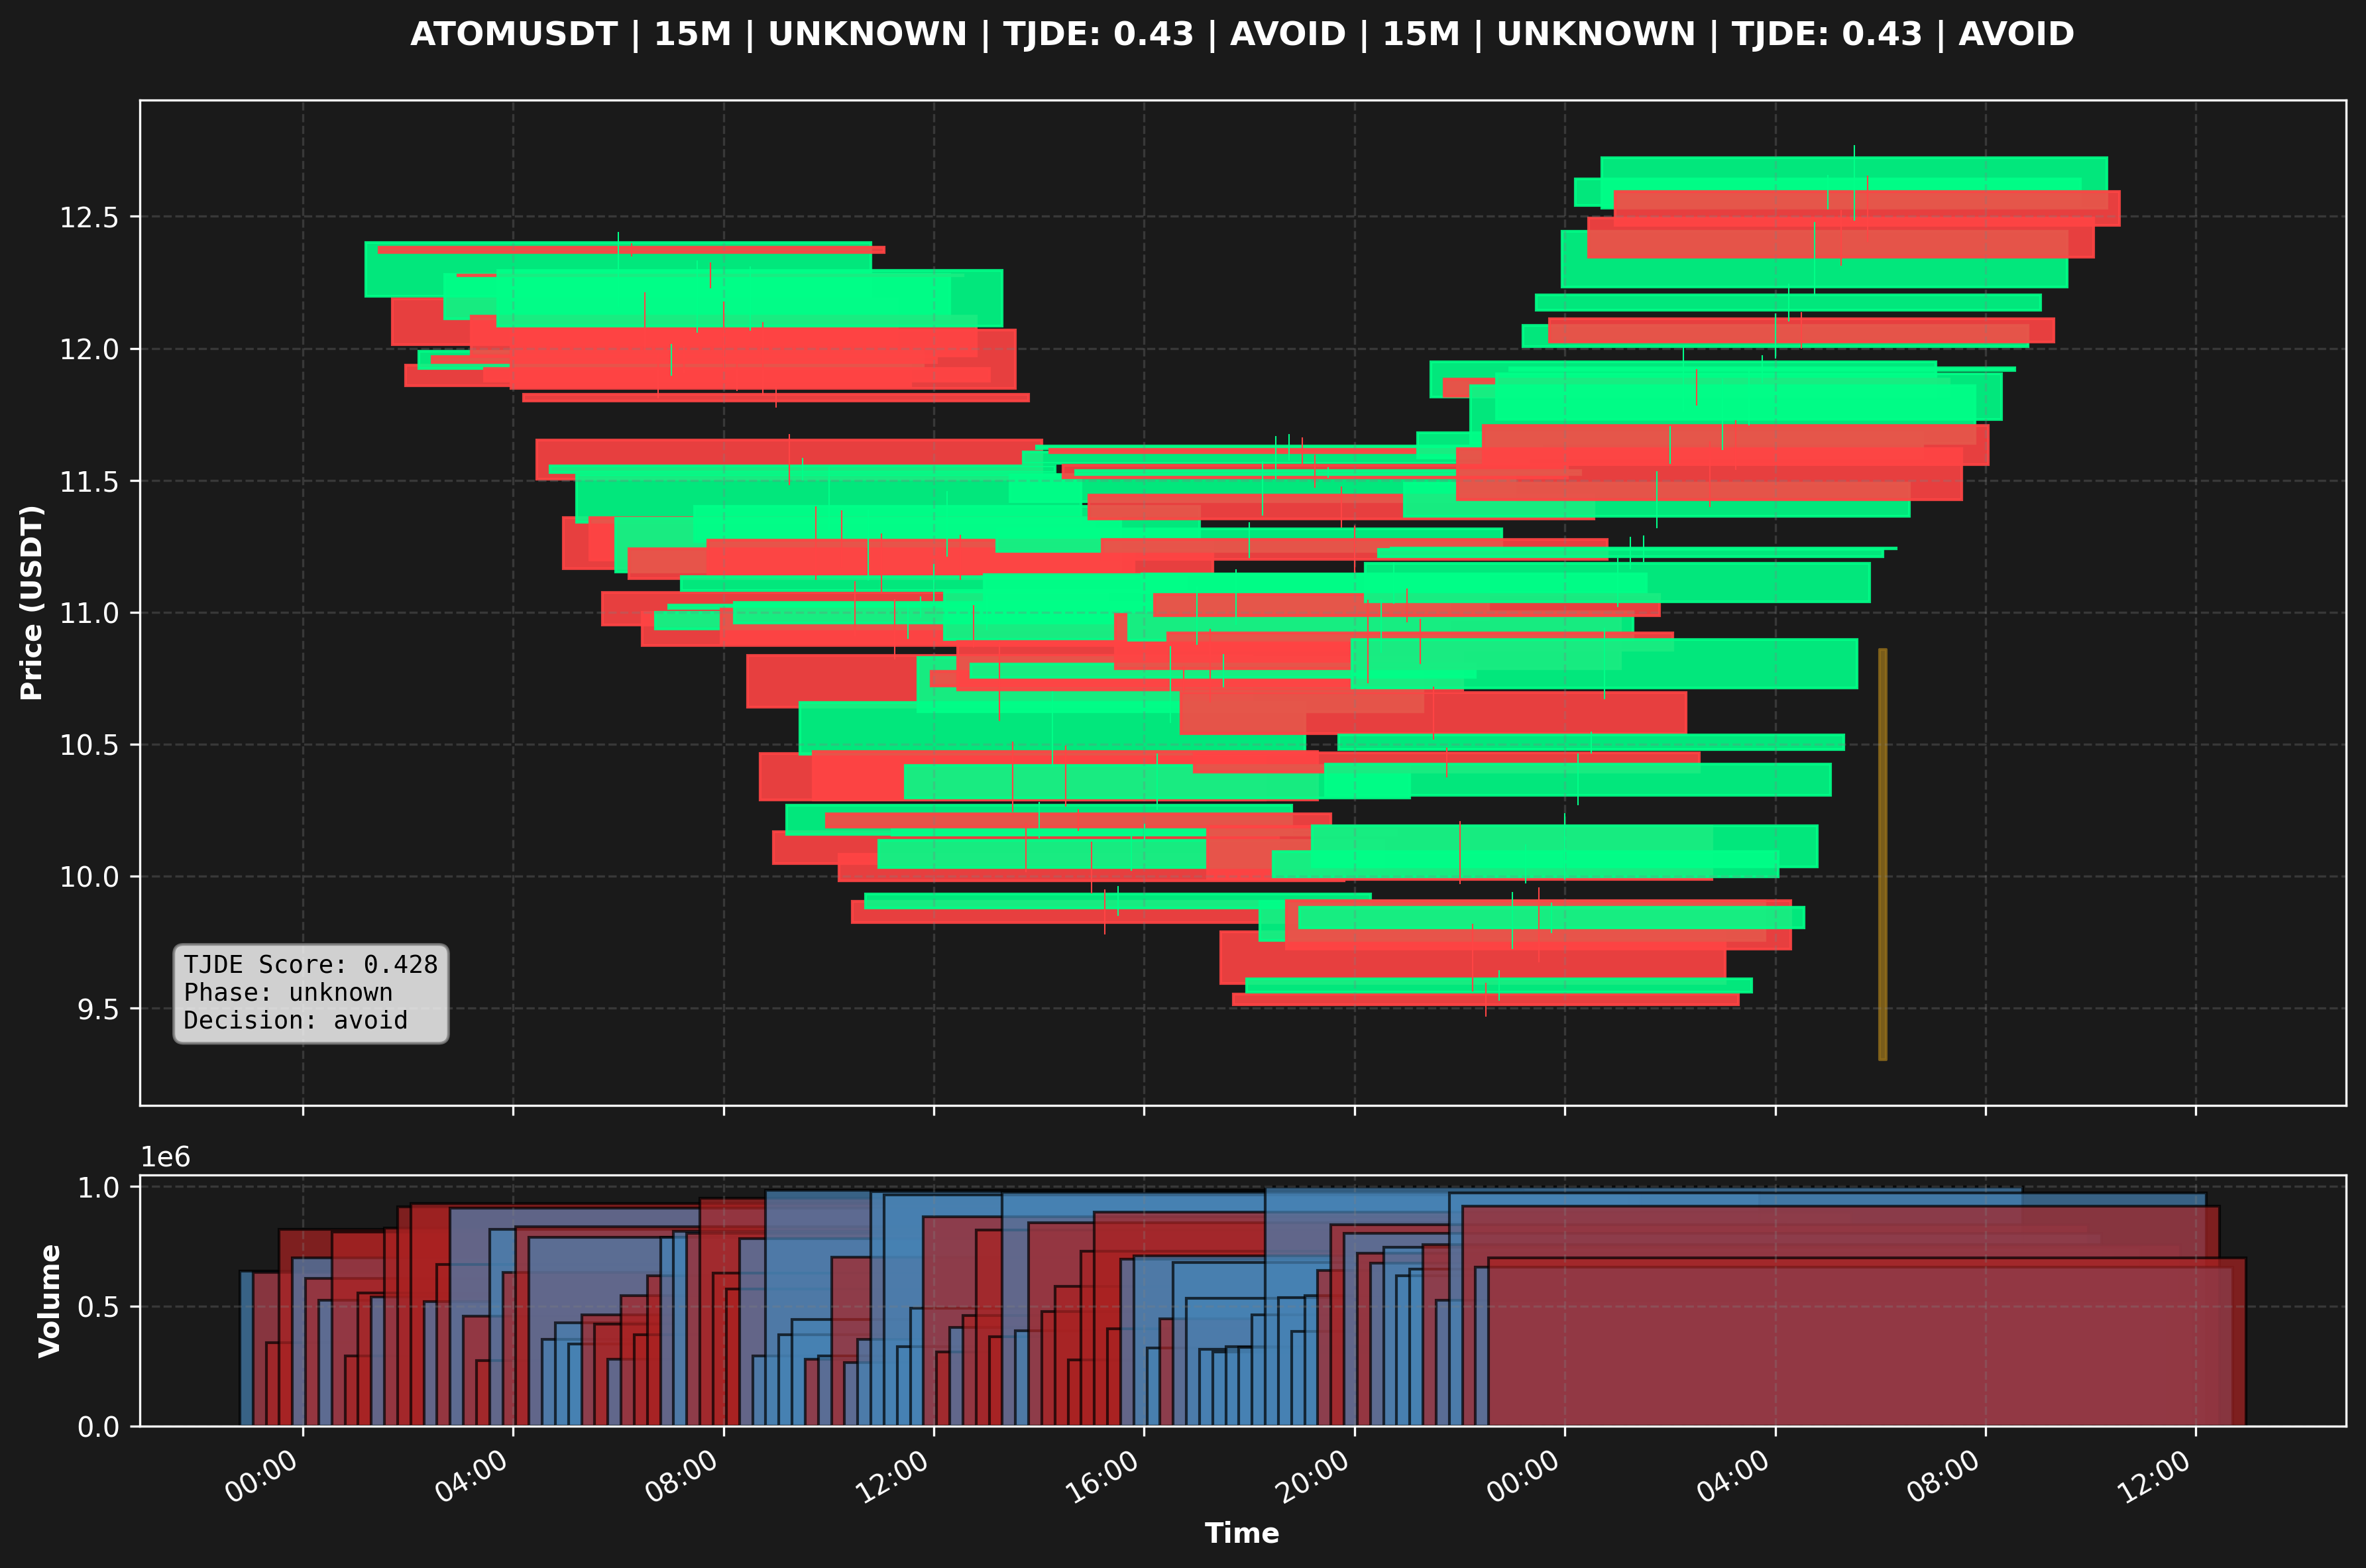 ATOMUSDT | 15M | UNKNOWN | TJDE: 0.43 | AVOID | 15M | UNKNOWN | TJDE: 0.43 | AVOID
Price (USDT)
12.5
12.0
11.5
11.0
10.5
10.0
9.5
TJDE Score: 0.428
Phase: unknown
Decision: avoid
1e6
Volume
1.0
0.5
0.0
00:00
04:00
08:00
12:00
16:00
20:00
00:00
04:00
08:00
12:00
Time